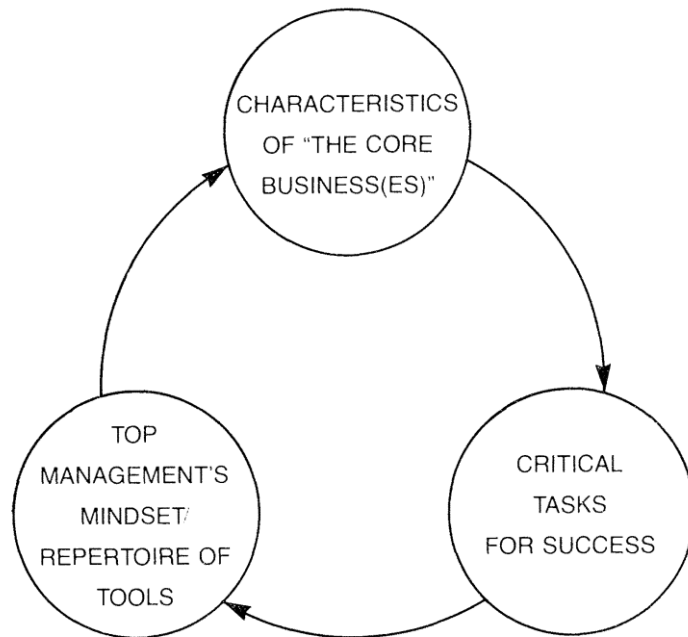 CHARACTERISTICS
OF “THE CORE
BUSINESS(ES)”
TOP
MANAGEMENT'S
MINDSET/
REPERTOIRE OF
TOOLS
CRITICAL
TASKS
FOR SUCCESS